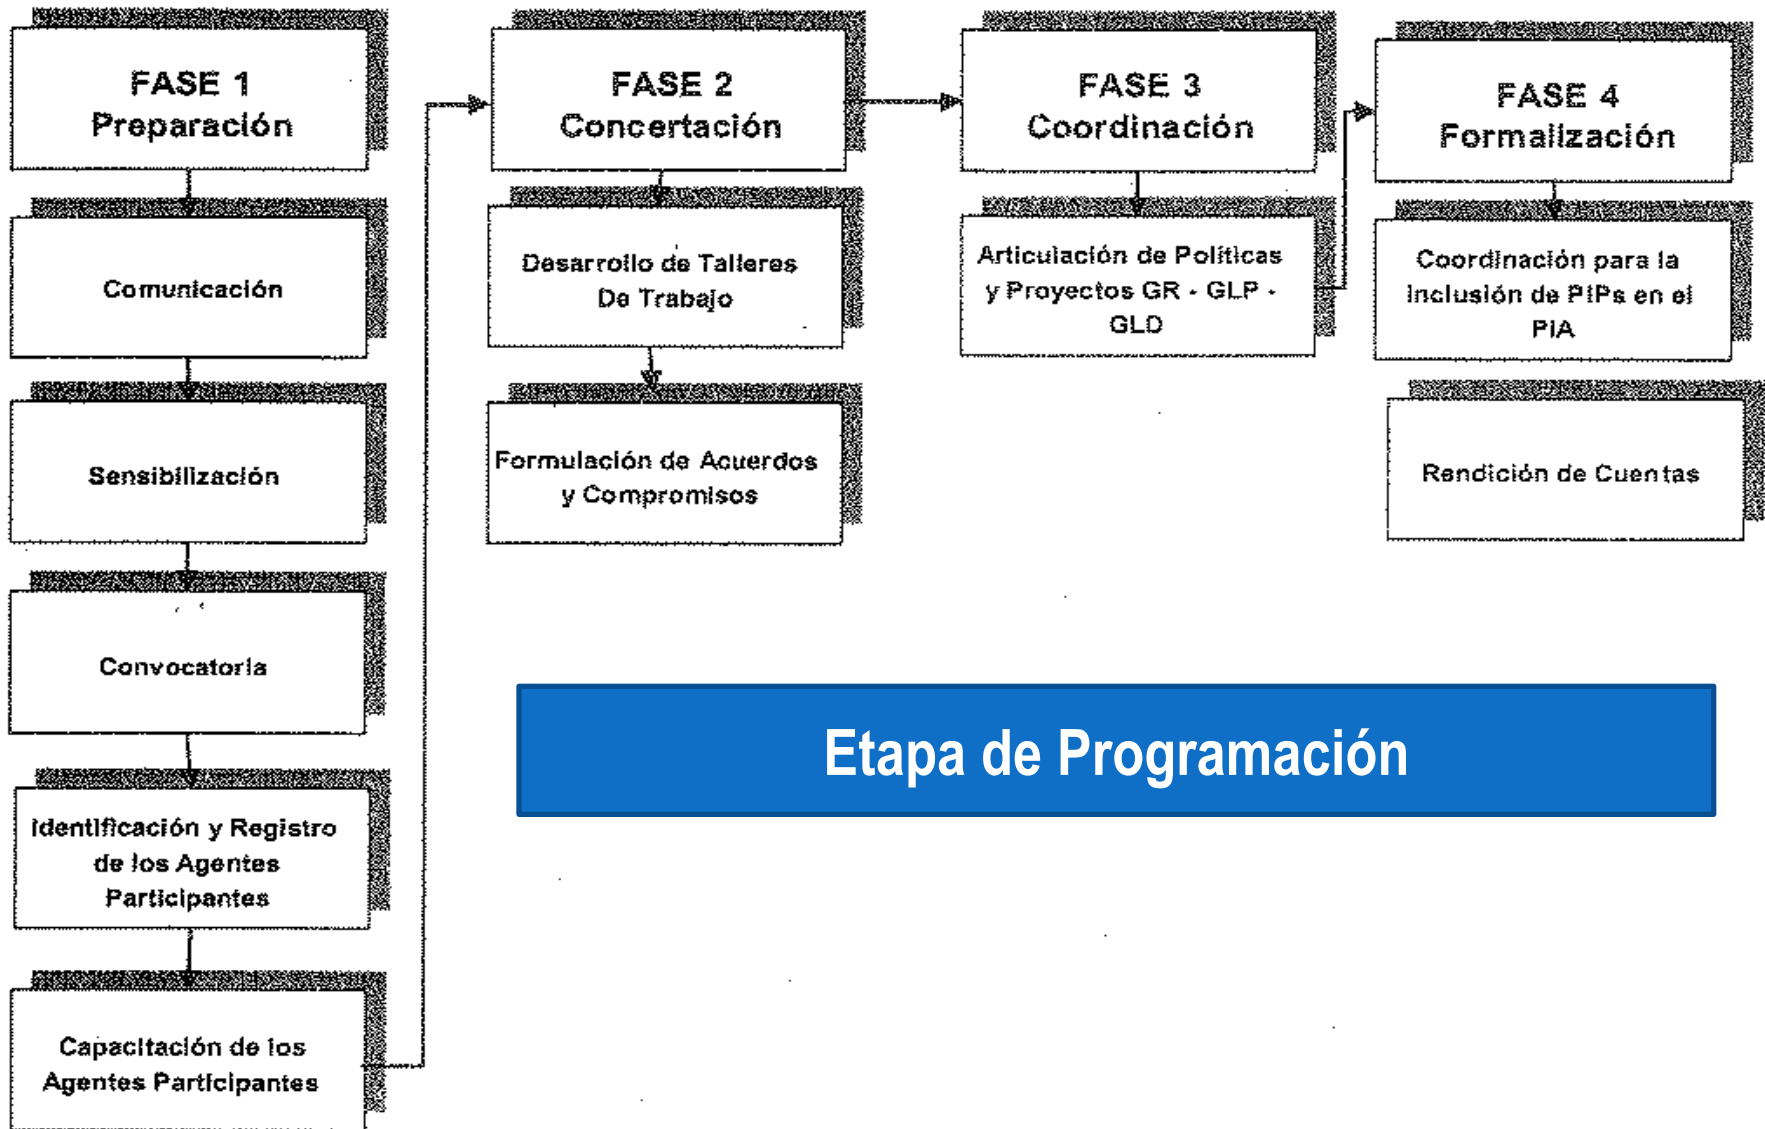 FASE 1
Preparación
Comunicación
Sensibilización
Convocatoria
Identificación y Registro
de los Agentes
Participantes
Capacitación de los
Agentes Participantes
FASE 2
Concertación
Desarrollo de Talleres
De Trabajo
Formulación de Acuerdos
y Compromisos
FASE 3
Coordinación
Articulación de Políticas
y Proyectos GR - GLP -
GLD
FASE 4
Formalización
Coordinación para la
Inclusión de PIPs en el
PIA
Rendición de Cuentas
Etapa de Programación